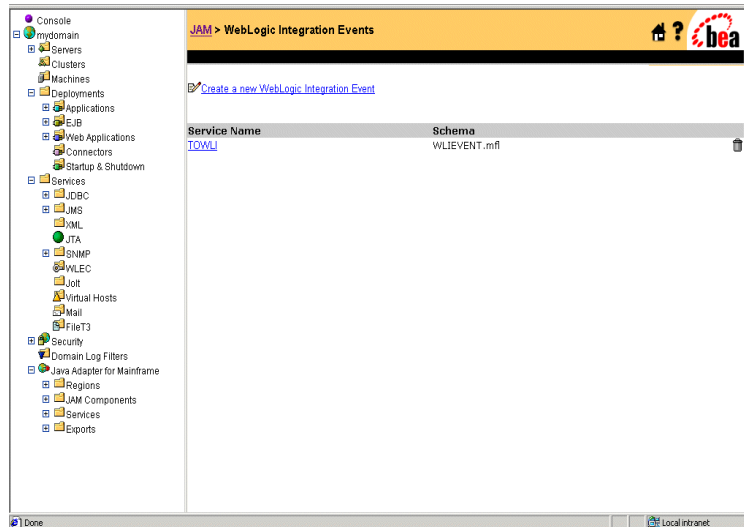 Console
mydomain
Servers
Clusters
Machines
Deployments
Applications
EJB
Web Applications
Connectors
Startup & Shutdown
Services
JDBC
JMS
XML
JTA
SNMP
WLEC
Jolt
Virtual Hosts
Mail
FileT3
Security
Domain Log Filters
Java Adapter for Mainframe
Regions
JAM Components
Services
Exports
JAM > WebLogic Integration Events
? bea
Create a new WebLogic Integration Event
Service Name Schema
TOWLI WLIEVENT.mfl
Done Local intranet